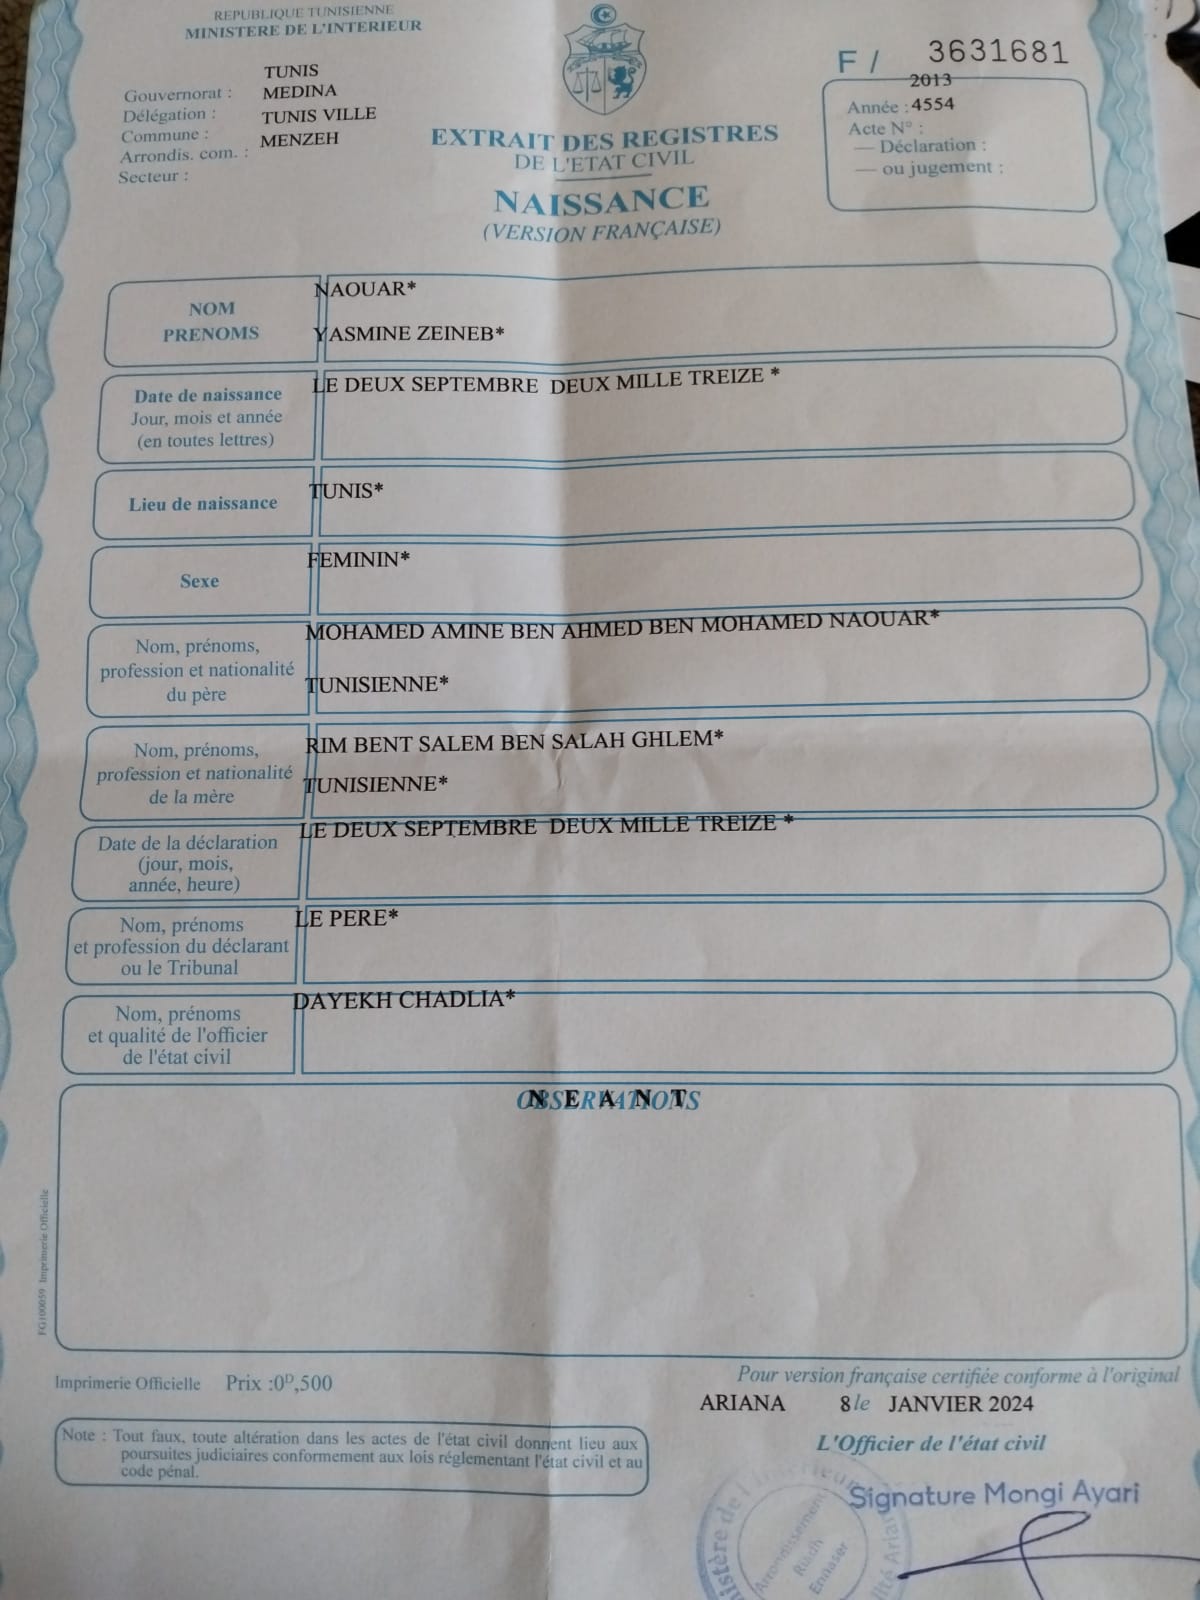 REPUBLIQUE TUNISIENNE
MINISTERE DE L'INTERIEUR
F / 3631681
TUNIS
Gouvernorat : MEDINA
Délégation : TUNIS VILLE
Commune : MENZEH
Arrondis. com. :
Secteur :
2013
Année : 4554
Acte N° :
— Déclaration :
— ou jugement :
EXTRAIT DES REGISTRES
DE L'ETAT CIVIL
NAISSANCE
(VERSION FRANÇAISE)
NOM NAOUAR*
PRENOMS YASMINE ZEINEB*
Date de naissance LE DEUX SEPTEMBRE DEUX MILLE TREIZE *
Jour, mois et année
(en toutes lettres)
Lieu de naissance TUNIS*
Sexe FEMININ*
Nom, prénoms, MOHAMED AMINE BEN AHMED BEN MOHAMED NAOUAR*
profession et nationalité
du père TUNISIENNE*
Nom, prénoms, RIM BENT SALEM BEN SALAH GHLEM*
profession et nationalité TUNISIENNE*
de la mère
Date de la déclaration LE DEUX SEPTEMBRE DEUX MILLE TREIZE *
(jour, mois,
année, heure)
Nom, prénoms LE PERE*
et profession du déclarant
ou le Tribunal
Nom, prénoms DAYEKH CHADLIA*
et qualité de l'officier
de l'état civil
OBSERVATIONS
N E A N T
FG100059 Imprimerie Officielle
Imprimerie Officielle Prix :0ᴰ,500
Pour version française certifiée conforme à l'original
ARIANA 8 le JANVIER 2024
L'Officier de l'état civil
Note : Tout faux, toute altération dans les actes de l'état civil donnent lieu aux
poursuites judiciaires conformement aux lois réglementant l'état civil et au
code pénal.
Signature Mongi Ayari
Arrondissement
Riadh
Ennaser